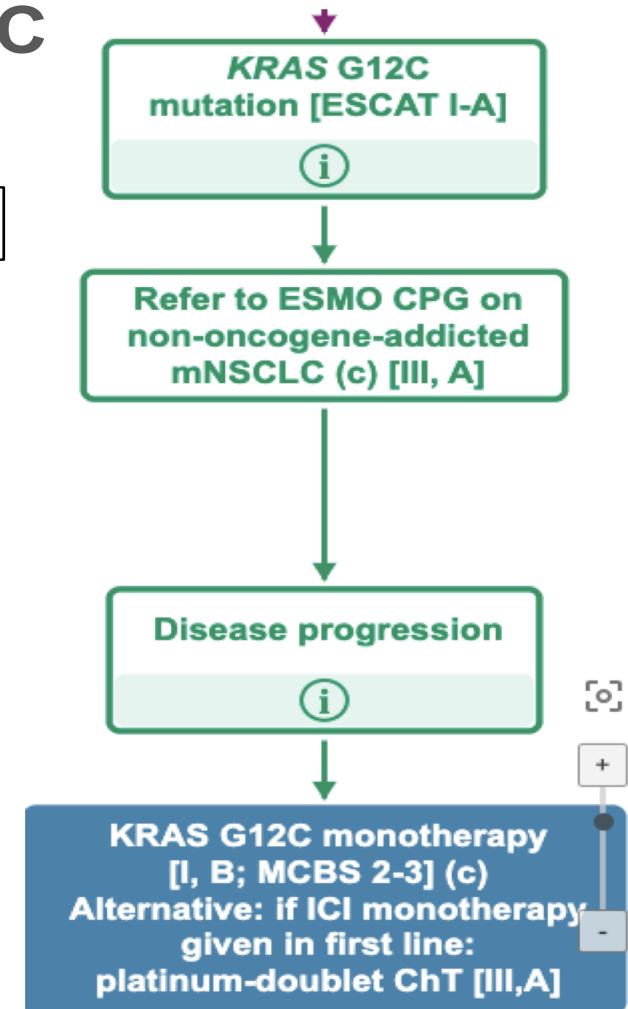 C
KRAS G12C
mutation [ESCAT I-A]
i
Refer to ESMO CPG on
non-oncogene-addicted
mNSCLC (c) [III, A]
Disease progression
i
+
KRAS G12C monotherapy
[I, B; MCBS 2-3] (c)
Alternative: if ICI monotherapy
given in first line:
-
platinum-doublet ChT [III,A]